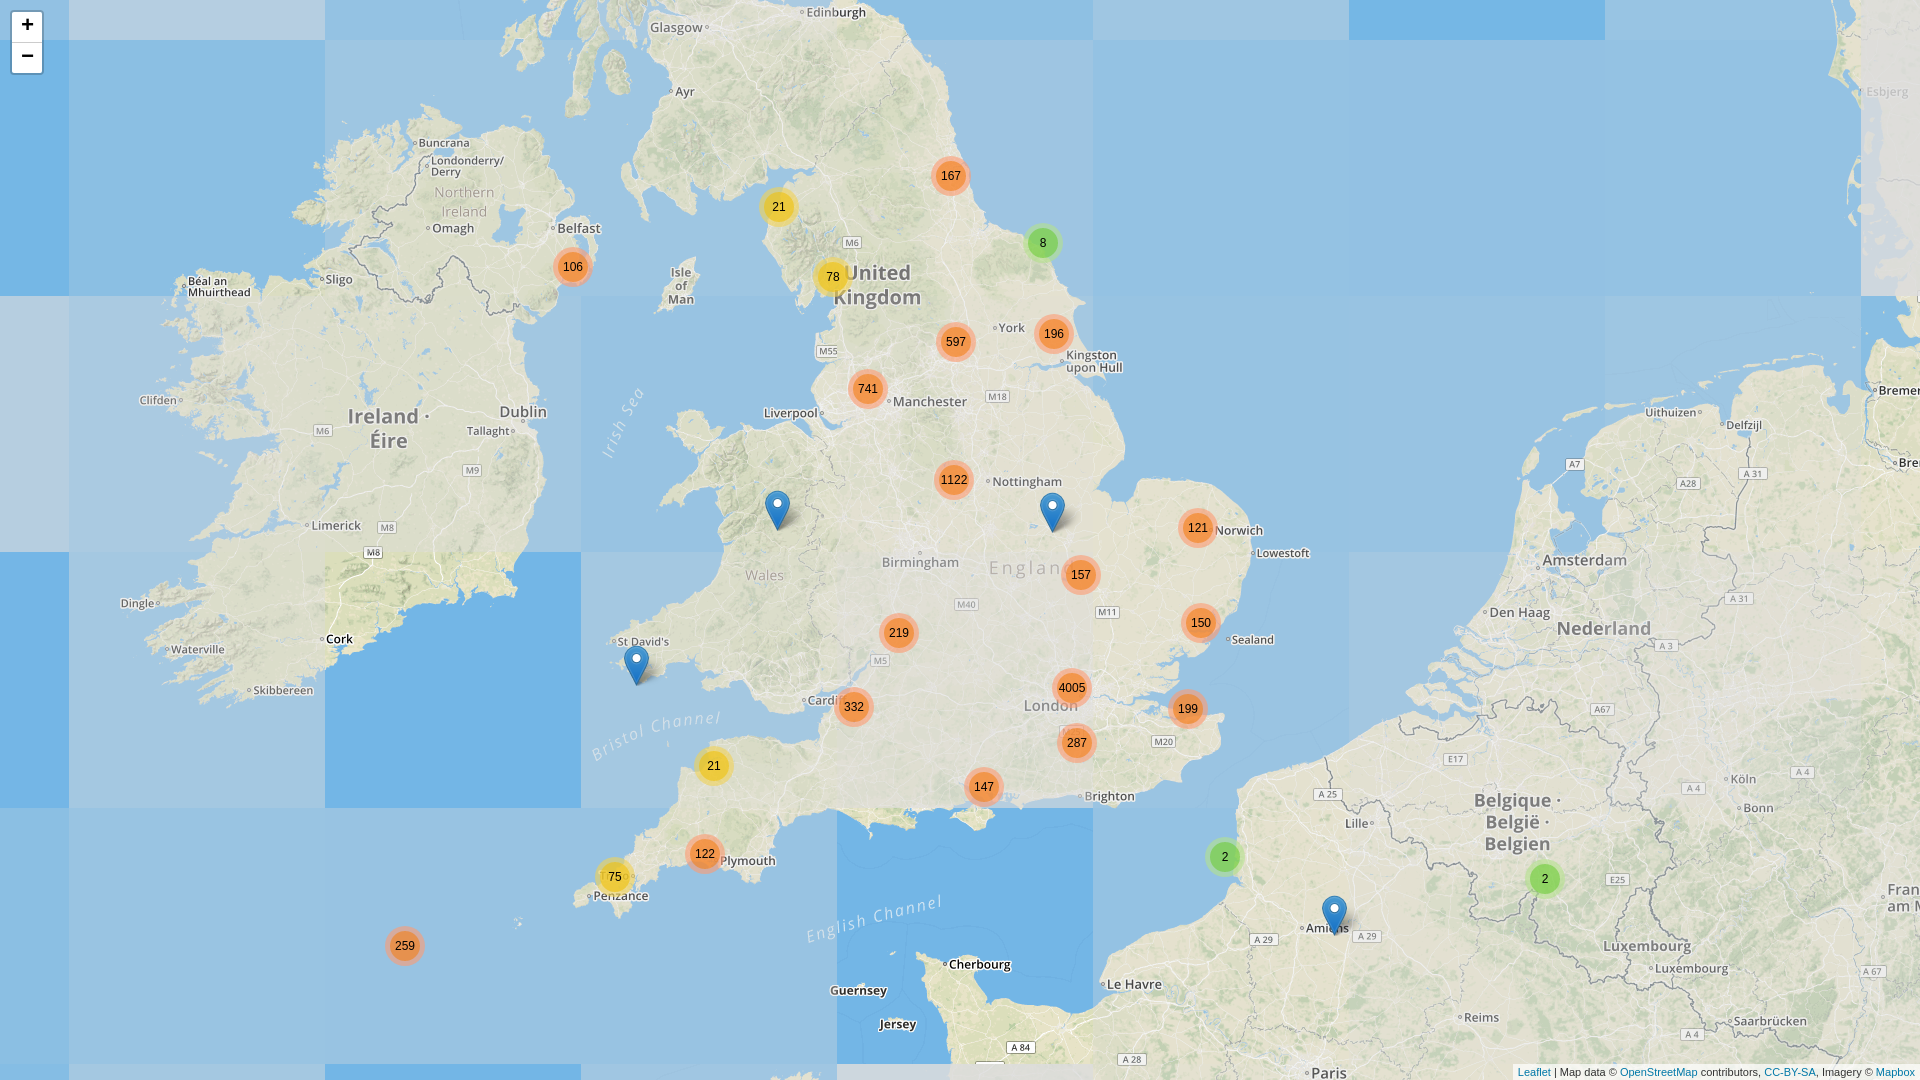 +
−
Glasgow
Edinburgh
Ayr
Esbjerg
Buncrana
Londonderry/
Derry
Northern
Ireland
Omagh
Belfast
167
21
8
M6
106
78
United
Kingdom
Isle
of
Man
Béal an
Mhuirthead
Sligo
York
196
597
Kingston
upon Hull
M55
741
Manchester
M18
Liverpool
Irish Sea
Clifden
Ireland ·
Éire
Dublin
Tallaght
M6
M9
Uithuizen
Delfzijl
A7
A 31
A28
1122
Nottingham
121
Norwich
Lowestoft
Limerick
M8
M8
Birmingham
157
Wales
Amsterdam
Dingle
M40
M11
150
Den Haag
A 31
Nederland
A 3
219
Cork
St David's
Sealand
Waterville
M5
Skibbereen
4005
London
332
199
A67
Bristol Channel
287
M20
E17
21
147
Brighton
A 25
Köln
A 4
A 4
Bonn
Belgique ·
België ·
Belgien
Lille
122
Plymouth
2
75
Penzance
2
E25
English Channel
259
Amiens
A 29
A 29
Luxembourg
Luxembourg
A 67
Cherbourg
Guernsey
Le Havre
Jersey
Reims
Saarbrücken
A 84
A 28
A 4
Paris
Leaflet | Map data © OpenStreetMap contributors, CC-BY-SA, Imagery © Mapbox